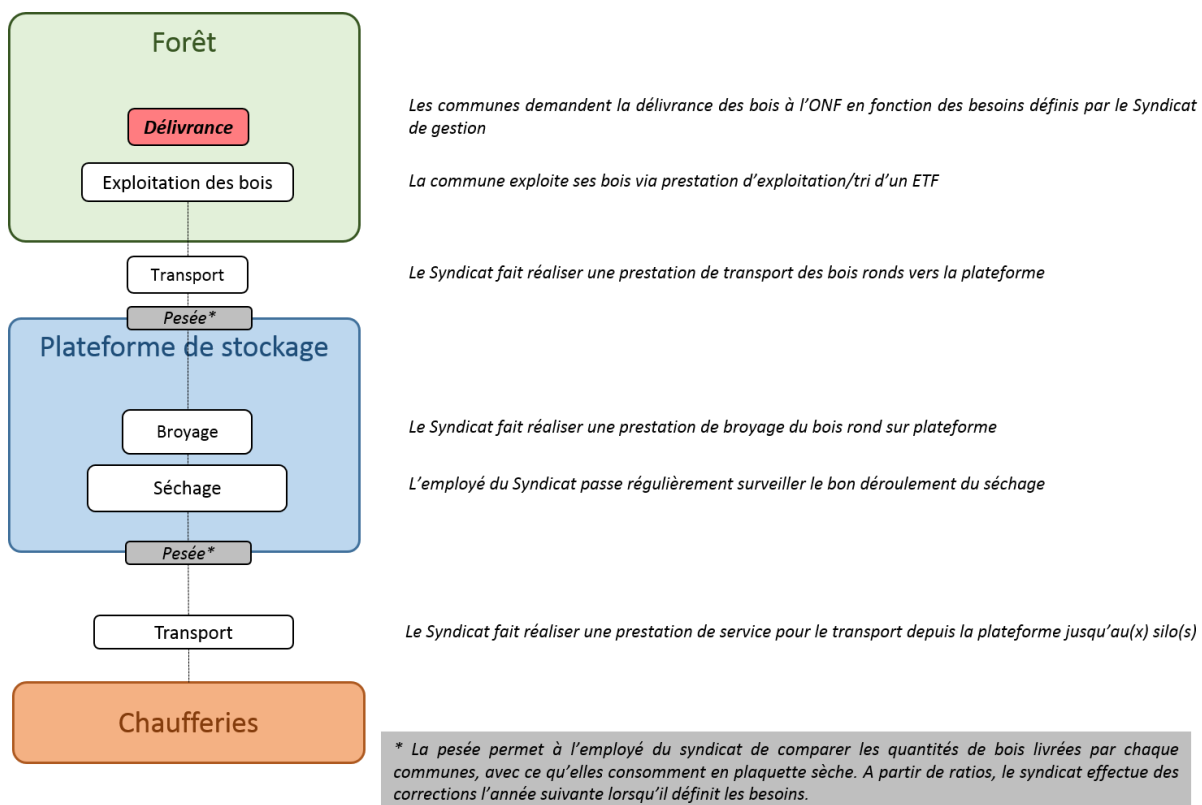 Forêt
Délivrance
Les communes demandent la délivrance des bois à l'ONF en fonction des besoins définis par le Syndicat
de gestion
Exploitation des bois
La commune exploite ses bois via prestation d'exploitation/tri d'un ETF
Transport
Le Syndicat fait réaliser une prestation de transport des bois ronds vers la plateforme
Pesée*
Plateforme de stockage
Broyage
Le Syndicat fait réaliser une prestation de broyage du bois rond sur plateforme
Séchage
L'employé du Syndicat passe régulièrement surveiller le bon déroulement du séchage
Pesée*
Transport
Le Syndicat fait réaliser une prestation de service pour le transport depuis la plateforme jusqu'au(x) silo(s)
Chaufferies
* La pesée permet à l'employé du syndicat de comparer les quantités de bois livrées par chaque
communes, avec ce qu'elles consomment en plaquette sèche. A partir de ratios, le syndicat effectue des
corrections l'année suivante lorsqu'il définit les besoins.